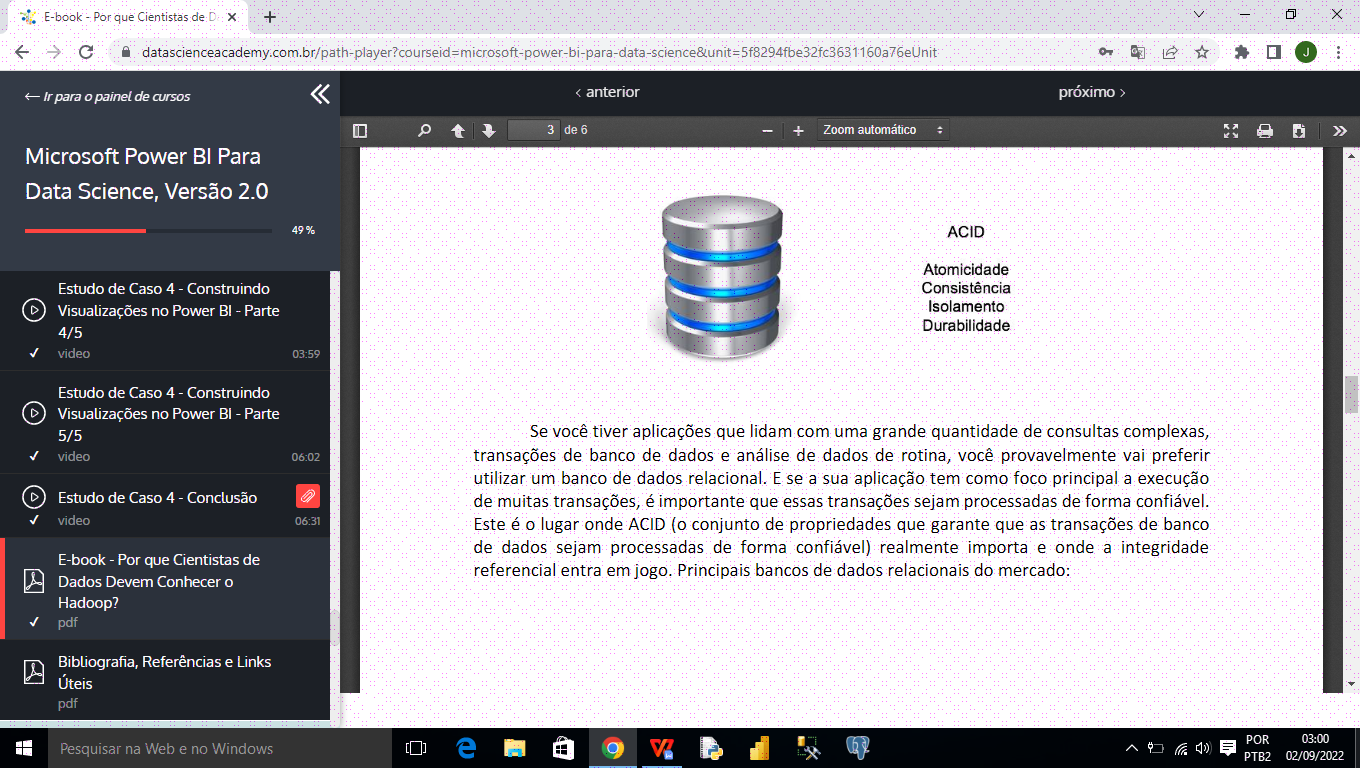 E-book - Por que Cientistas de D
datascienceacademy.com.br/path-player?courseid=microsoft-power-bi-para-data-science&unit=5f8294fbe32fc3631160a76eUnit
J
← Ir para o painel de cursos
‹ anterior
próximo ›
3 de 6
Zoom automático
Microsoft Power BI Para
Data Science, Versão 2.0
49 %
Estudo de Caso 4 - Construindo
Visualizações no Power BI - Parte
4/5
video 03:59
Estudo de Caso 4 - Construindo
Visualizações no Power BI - Parte
5/5
video 06:02
Estudo de Caso 4 - Conclusão
video 06:31
E-book - Por que Cientistas de
Dados Devem Conhecer o
Hadoop?
pdf
Bibliografia, Referências e Links
Úteis
pdf
ACID
Atomicidade
Consistência
Isolamento
Durabilidade
Se você tiver aplicações que lidam com uma grande quantidade de consultas complexas,
transações de banco de dados e análise de dados de rotina, você provavelmente vai preferir
utilizar um banco de dados relacional. E se a sua aplicação tem como foco principal a execução
de muitas transações, é importante que essas transações sejam processadas de forma confiável.
Este é o lugar onde ACID (o conjunto de propriedades que garante que as transações de banco
de dados sejam processadas de forma confiável) realmente importa e onde a integridade
referencial entra em jogo. Principais bancos de dados relacionais do mercado:
Pesquisar na Web e no Windows
POR
PTB2
03:00
02/09/2022